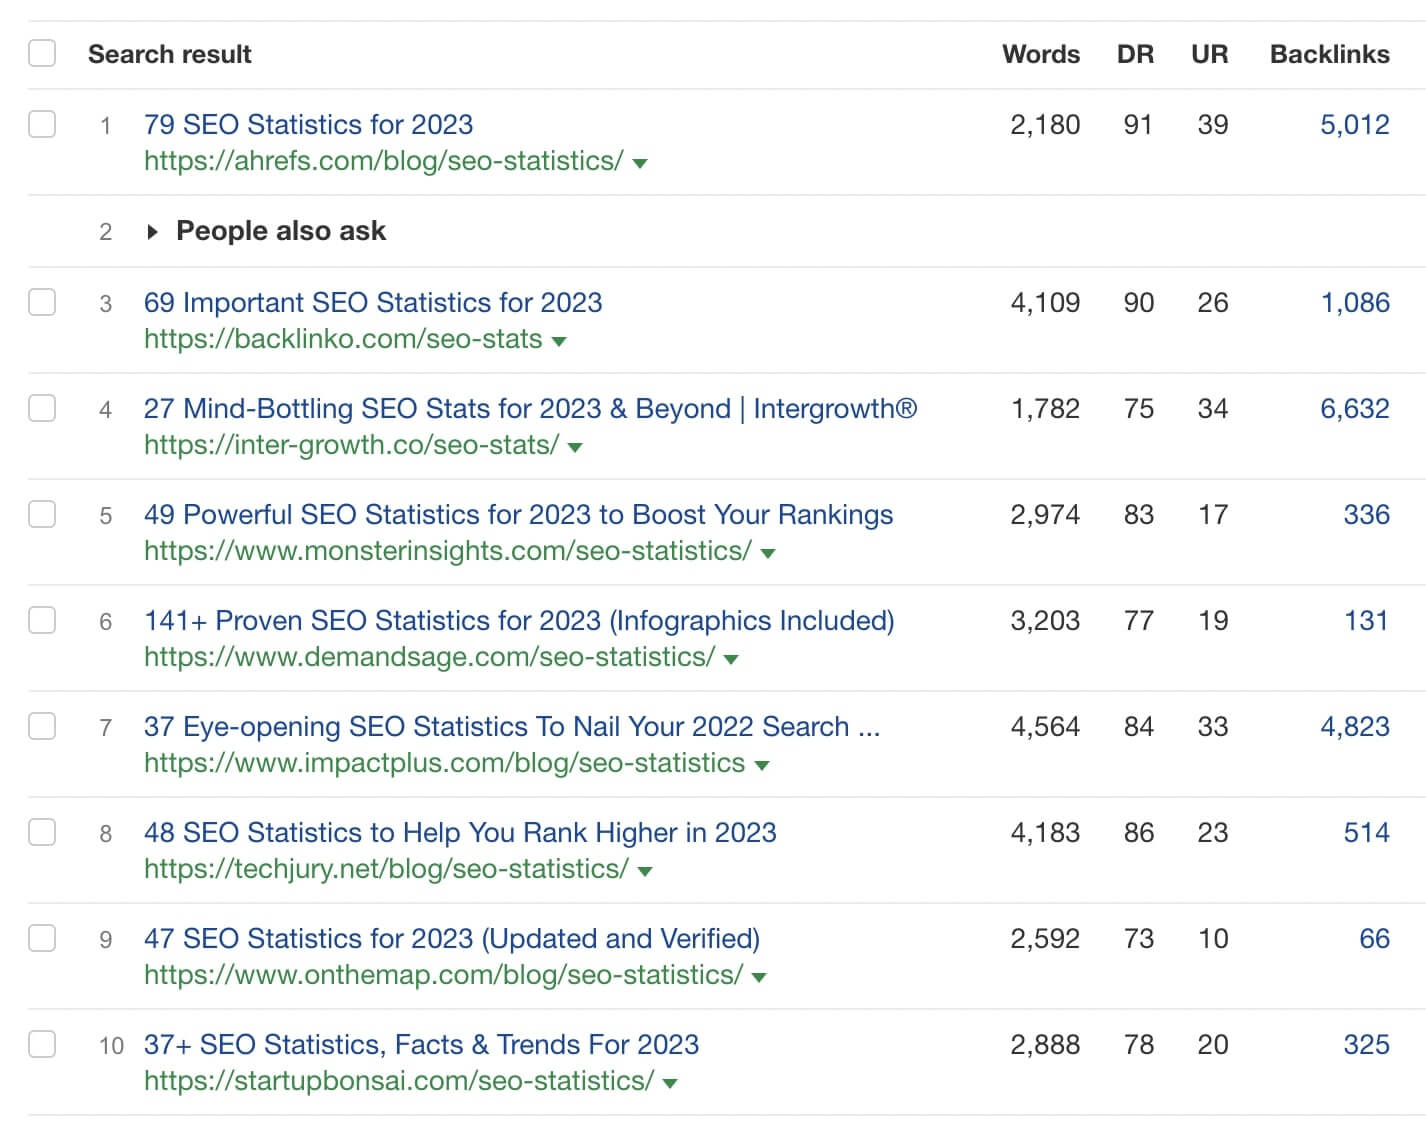 Search result Words DR UR Backlinks
1 79 SEO Statistics for 2023 2,180 91 39 5,012
https://ahrefs.com/blog/seo-statistics/
2 People also ask
3 69 Important SEO Statistics for 2023 4,109 90 26 1,086
https://backlinko.com/seo-stats
4 27 Mind-Bottling SEO Stats for 2023 & Beyond | Intergrowth® 1,782 75 34 6,632
https://inter-growth.co/seo-stats/
5 49 Powerful SEO Statistics for 2023 to Boost Your Rankings 2,974 83 17 336
https://www.monsterinsights.com/seo-statistics/
6 141+ Proven SEO Statistics for 2023 (Infographics Included) 3,203 77 19 131
https://www.demandsage.com/seo-statistics/
7 37 Eye-opening SEO Statistics To Nail Your 2022 Search ... 4,564 84 33 4,823
https://www.impactplus.com/blog/seo-statistics
8 48 SEO Statistics to Help You Rank Higher in 2023 4,183 86 23 514
https://techjury.net/blog/seo-statistics/
9 47 SEO Statistics for 2023 (Updated and Verified) 2,592 73 10 66
https://www.onthemap.com/blog/seo-statistics/
10 37+ SEO Statistics, Facts & Trends For 2023 2,888 78 20 325
https://startupbonsai.com/seo-statistics/